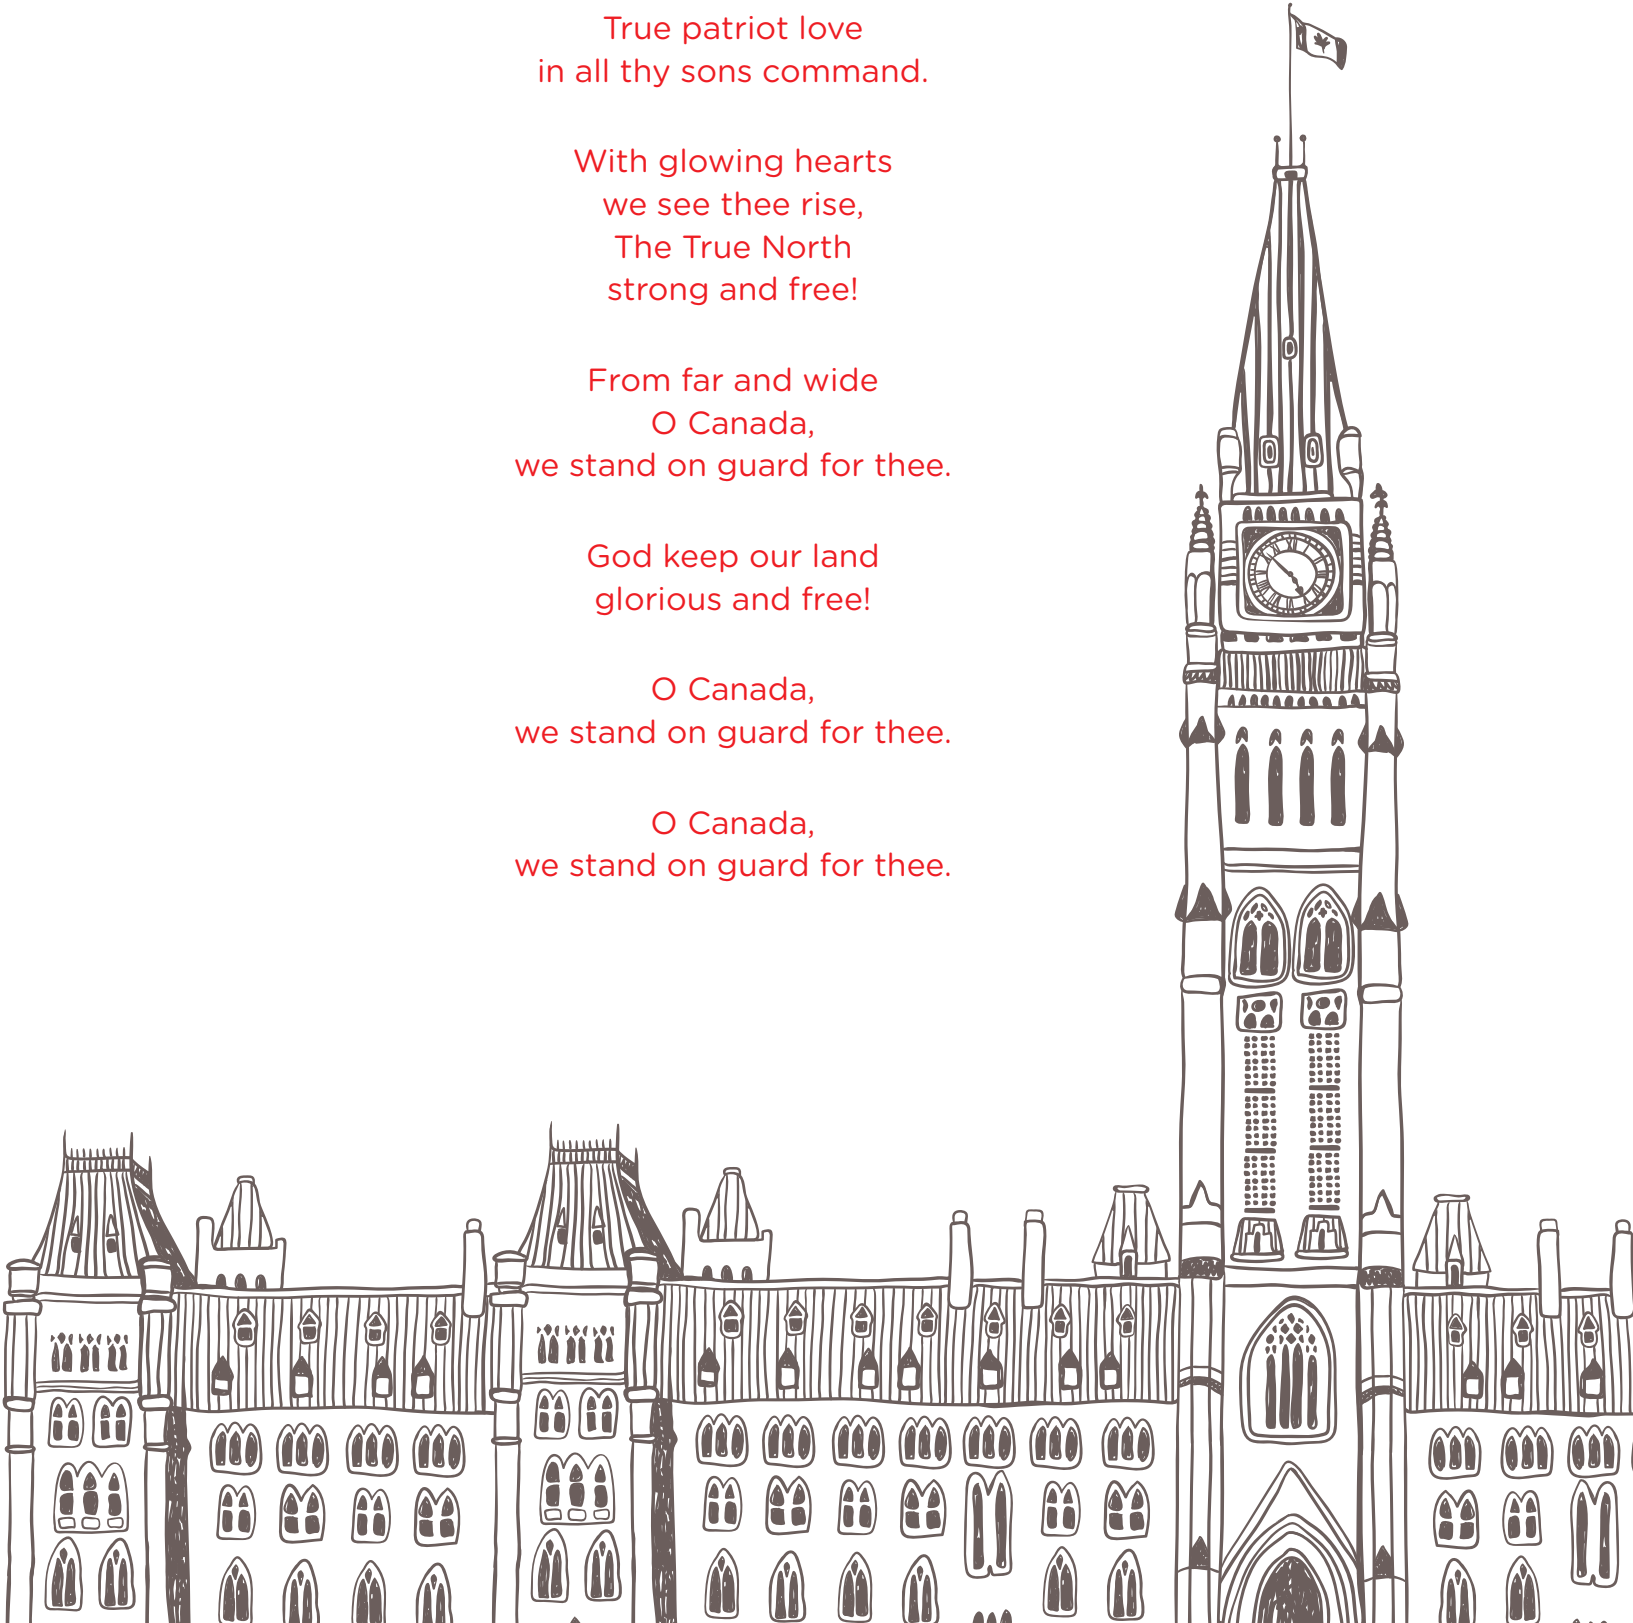 True patriot love
in all thy sons command.
With glowing hearts
we see thee rise,
The True North
strong and free!
From far and wide
O Canada,
we stand on guard for thee.
God keep our land
glorious and free!
O Canada,
we stand on guard for thee.
O Canada,
we stand on guard for thee.